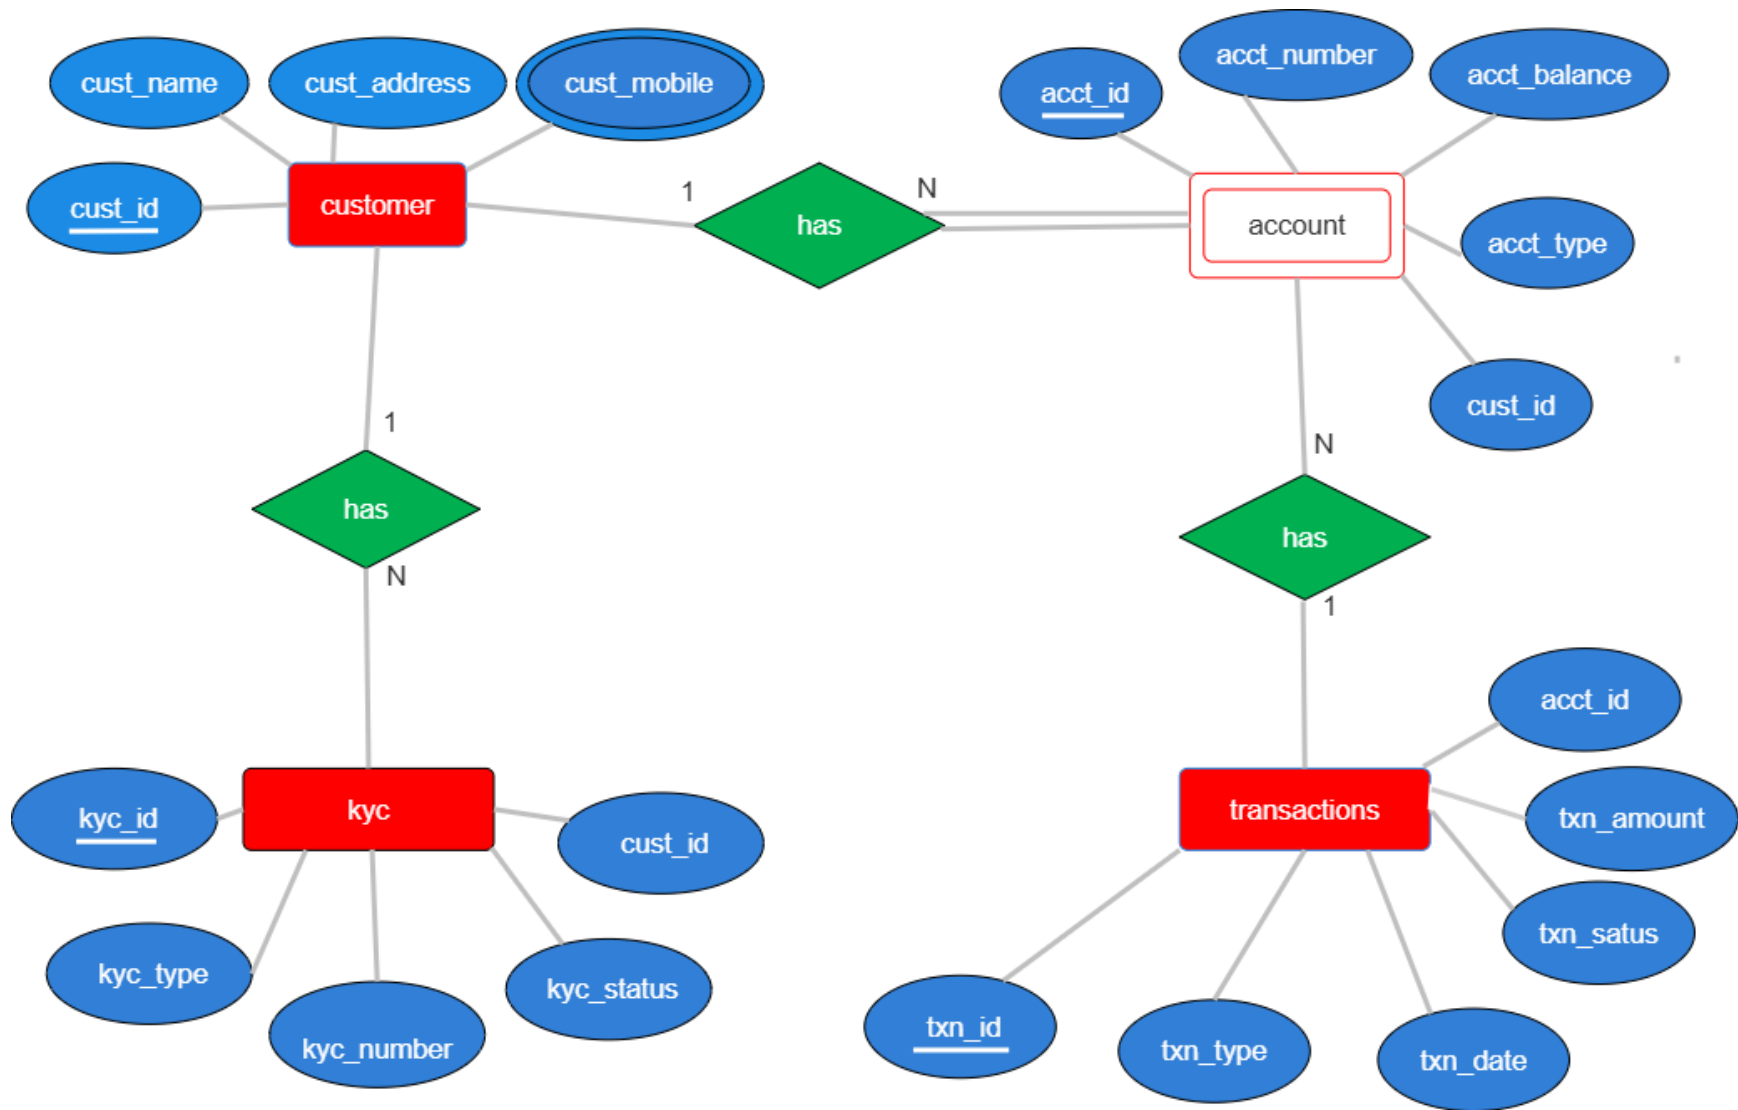 cust_name
cust_address
cust_mobile
cust_id
customer
1
has
N
acct_id
acct_number
acct_balance
account
acct_type
cust_id
1
has
N
N
has
1
kyc_id
kyc
cust_id
kyc_type
kyc_number
kyc_status
acct_id
transactions
txn_amount
txn_satus
txn_id
txn_type
txn_date